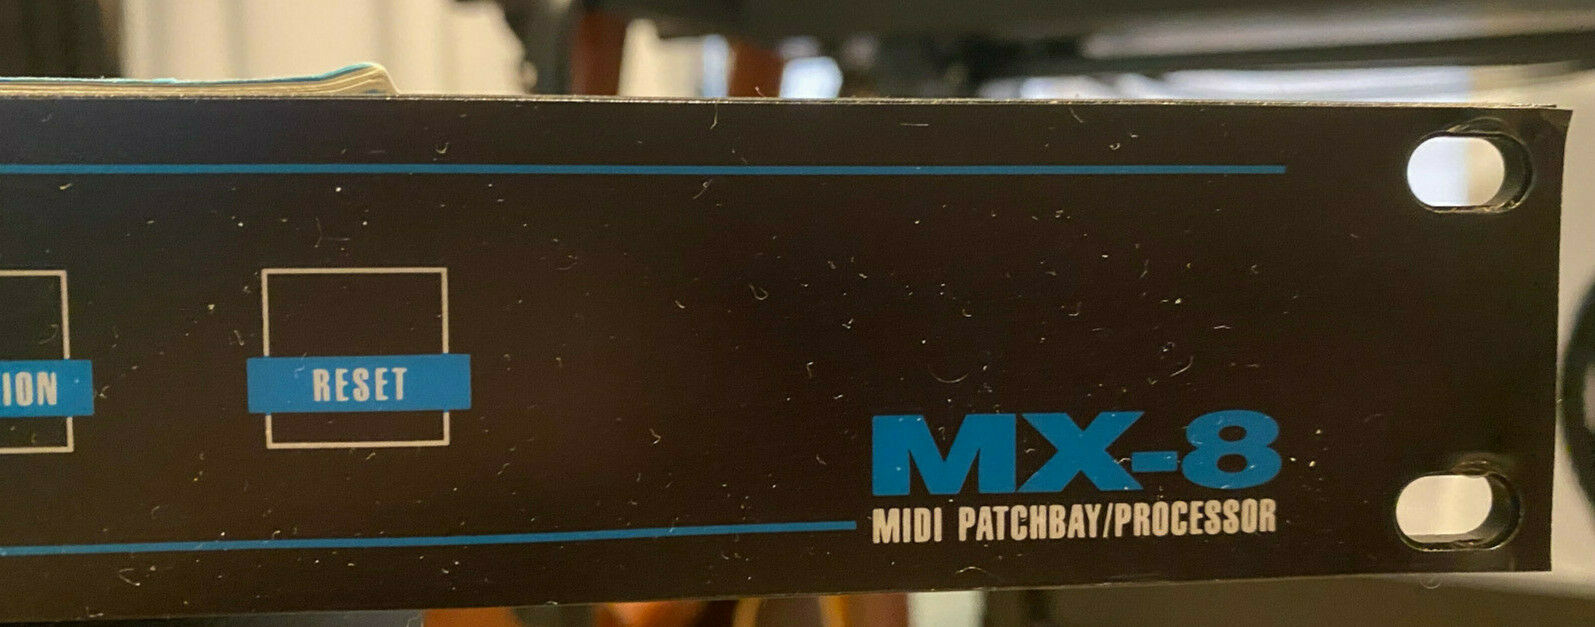 ION
RESET
MX-8
MIDI PATCHBAY/PROCESSOR